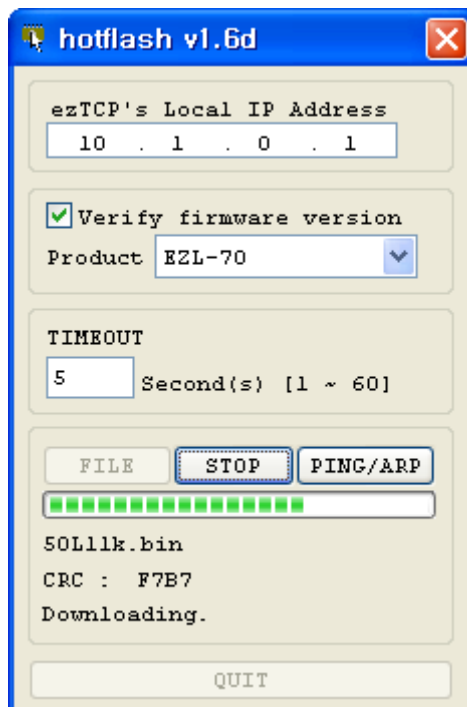 hotflash v1.6d
ezTCP's Local IP Address
10 . 1 . 0 . 1
Verify firmware version
Product EZL-70
TIMEOUT
5 Second(s) [1 ~ 60]
FILE STOP PING/ARP
50L11k.bin
CRC : F7B7
Downloading.
QUIT